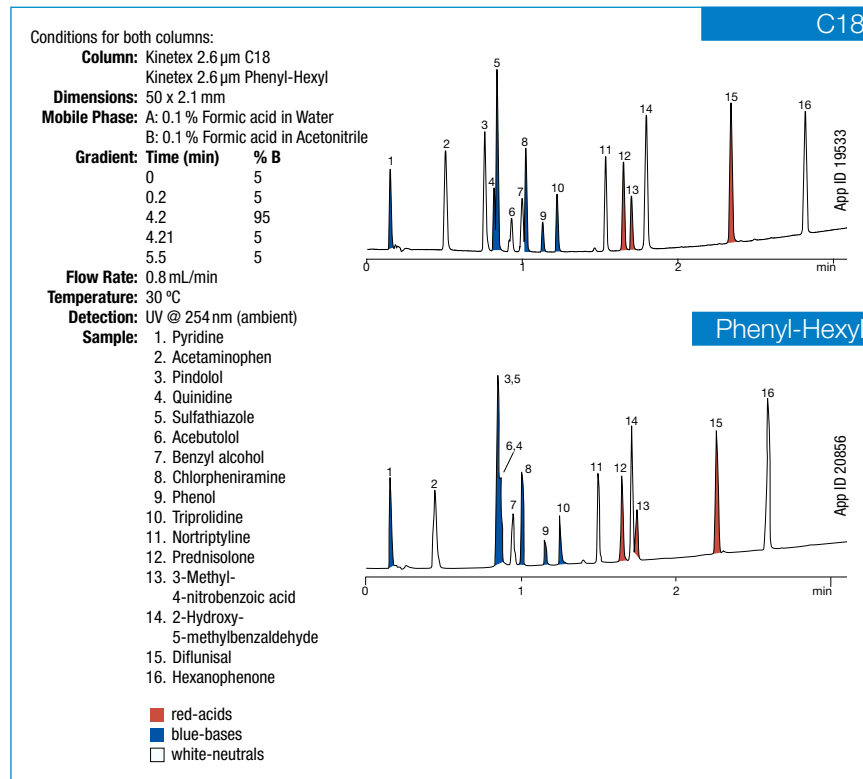 C18
Conditions for both columns:
Column: Kinetex 2.6 µm C18
Kinetex 2.6 µm Phenyl-Hexyl
Dimensions: 50 x 2.1 mm
Mobile Phase: A: 0.1 % Formic acid in Water
B: 0.1 % Formic acid in Acetonitrile
Gradient: Time (min) % B
0 5
0.2 5
4.2 95
4.21 5
5.5 5
Flow Rate: 0.8 mL/min
Temperature: 30 ºC
Detection: UV @ 254 nm (ambient)
Sample: 1. Pyridine
2. Acetaminophen
3. Pindolol
4. Quinidine
5. Sulfathiazole
6. Acebutolol
7. Benzyl alcohol
8. Chlorpheniramine
9. Phenol
10. Triprolidine
11. Nortriptyline
12. Prednisolone
13. 3-Methyl-
4-nitrobenzoic acid
14. 2-Hydroxy-
5-methylbenzaldehyde
15. Diflunisal
16. Hexanophenone
red-acids
blue-bases
white-neutrals
1 2 3 4 5 6 7 8 9 10 11 12 13 14 15 16
App ID 19533
0 1 2 min
Phenyl-Hexyl
1 2 3,5 6,4 7 8 9 10 11 12 14 13 15 16
App ID 20856
0 1 2 min